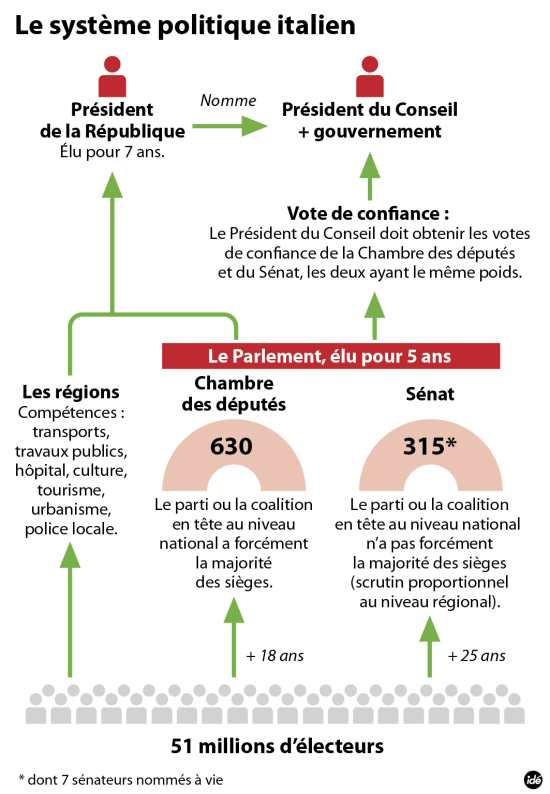 Le système politique italien
Nomme
Président
de la République
Élu pour 7 ans.
Président du Conseil
+ gouvernement
Vote de confiance :
Le Président du Conseil doit obtenir les votes
de confiance de la Chambre des députés
et du Sénat, les deux ayant le même poids.
Le Parlement, élu pour 5 ans
Les régions
Compétences :
transports,
travaux publics,
hôpital, culture,
tourisme,
urbanisme,
police locale.
Chambre
des députés
630
Le parti ou la coalition
en tête au niveau
national a forcément
la majorité
des sièges.
Sénat
315*
Le parti ou la coalition
en tête au niveau national
n'a pas forcément
la majorité des sièges
(scrutin proportionnel
au niveau régional).
+ 18 ans
+ 25 ans
51 millions d'électeurs
* dont 7 sénateurs nommés à vie
idé